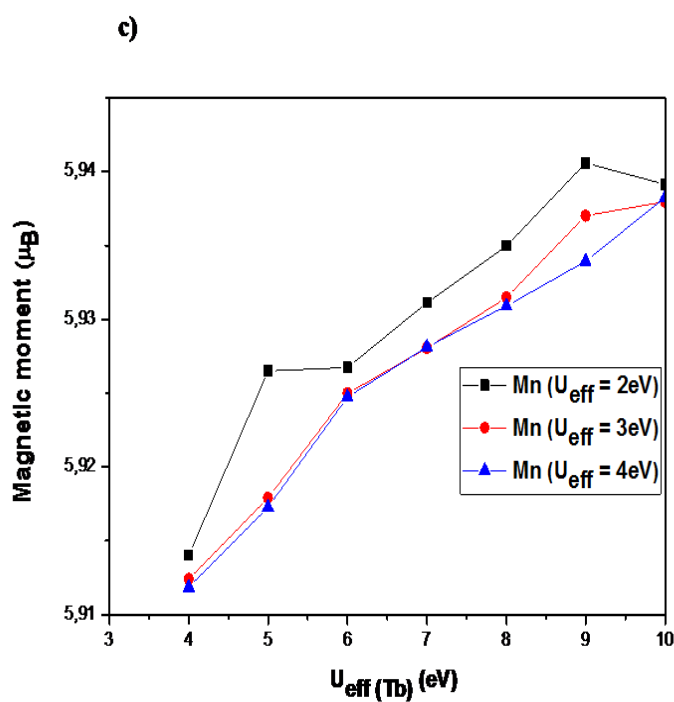 c)
Magnetic moment (μB)
5,94
5,93
5,92
5,91
Mn (Ueff = 2eV)
Mn (Ueff = 3eV)
Mn (Ueff = 4eV)
3 4 5 6 7 8 9 10
Ueff (Tb) (eV)